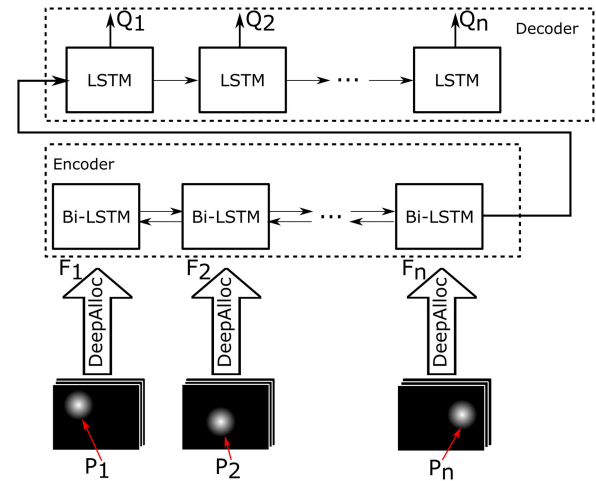 Q1 Q2 Qn
Decoder
LSTM LSTM ... LSTM
Encoder
Bi-LSTM Bi-LSTM ... Bi-LSTM
F1 F2 Fn
DeepAlloc DeepAlloc DeepAlloc
P1 P2 Pn